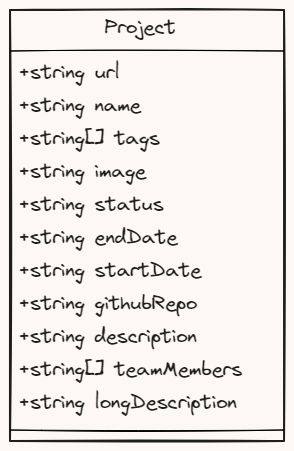 Project
+string url
+string name
+string[] tags
+string image
+string status
+string endDate
+string startDate
+string githubRepo
+string description
+string[] teamMembers
+string longDescription